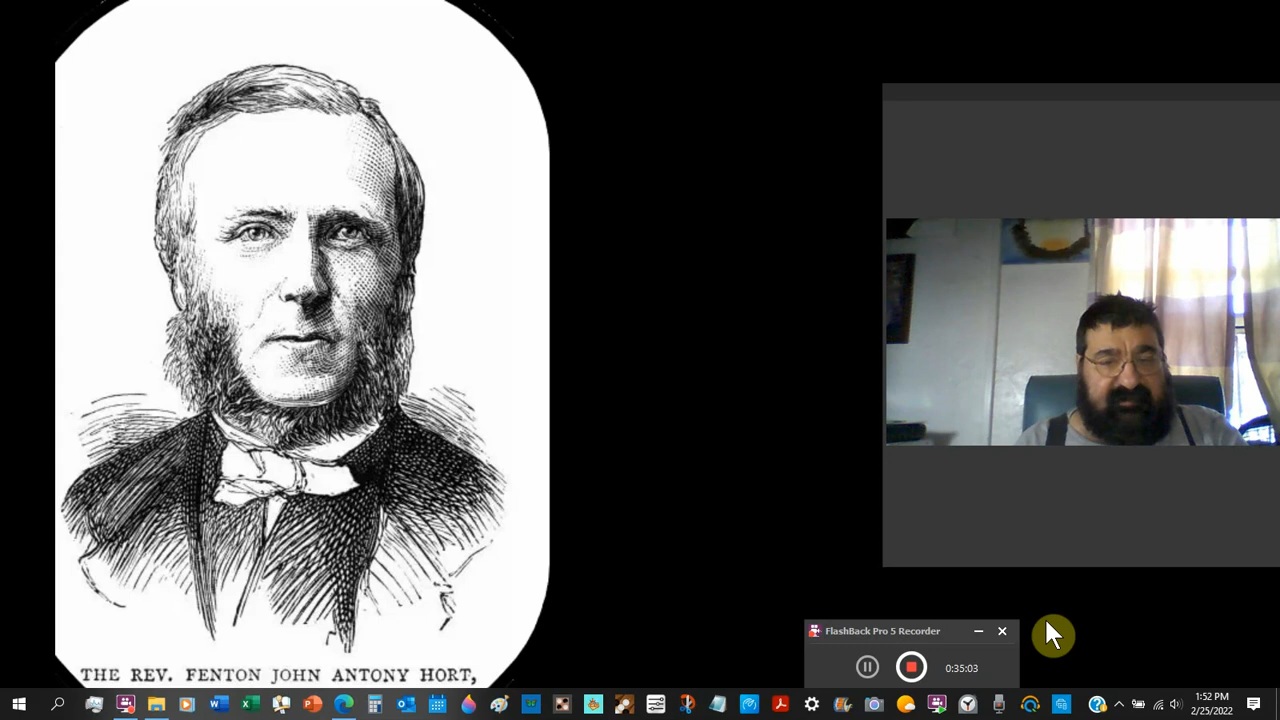 THE REV. FENTON JOHN ANTONY HORT,
FlashBack Pro 5 Recorder
0:35:03
1:52 PM
2/25/2022